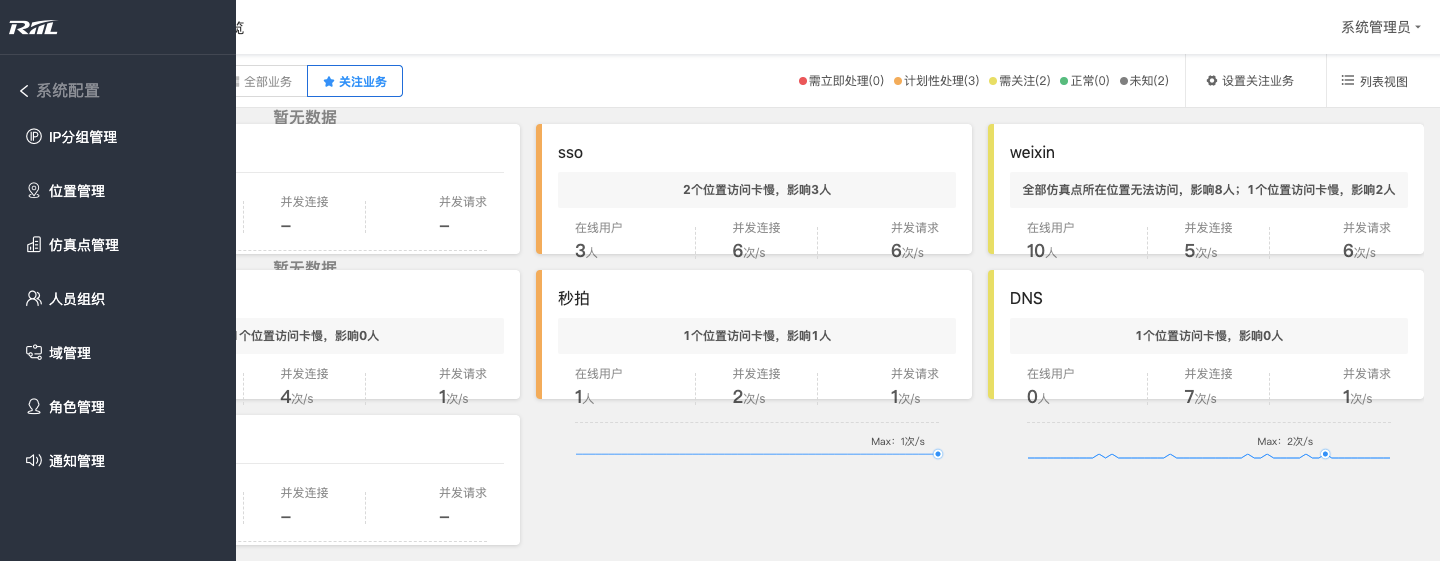 RIIL
览
系统管理员
系统配置
IP分组管理
位置管理
仿真点管理
人员组织
域管理
角色管理
通知管理
全部业务
关注业务
需立即处理(0)
计划性处理(3)
需关注(2)
正常(0)
未知(2)
设置关注业务
列表视图
暂无数据
并发连接
并发请求
–
–
sso
2个位置访问卡慢，影响3人
在线用户
并发连接
并发请求
3人
6次/s
6次/s
weixin
全部仿真点所在位置无法访问，影响8人；1个位置访问卡慢，影响2人
在线用户
并发连接
并发请求
10人
5次/s
6次/s
暂无数据
1个位置访问卡慢，影响0人
并发连接
并发请求
4次/s
1次/s
秒拍
1个位置访问卡慢，影响1人
在线用户
并发连接
并发请求
1人
2次/s
1次/s
Max：1次/s
DNS
1个位置访问卡慢，影响0人
在线用户
并发连接
并发请求
0人
7次/s
1次/s
Max：2次/s
并发连接
并发请求
–
–